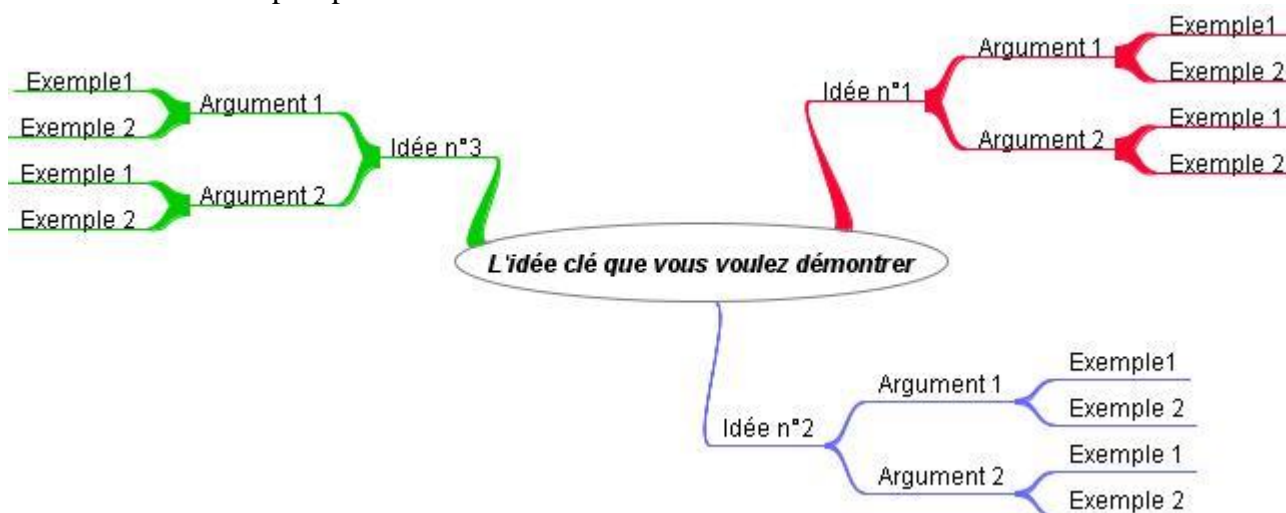 Exemple1
Exemple 2
Argument 1
Exemple 1
Exemple 2
Argument 2
Idée n°3
L'idée clé que vous voulez démontrer
Idée n°1
Argument 1
Exemple1
Exemple 2
Argument 2
Exemple 1
Exemple 2
Idée n°2
Argument 1
Exemple1
Exemple 2
Argument 2
Exemple 1
Exemple 2